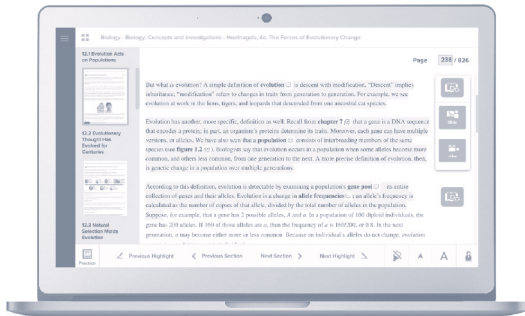 Biology - Biology: Concepts and Investigations - Hoefnagels, 4e, The Forces of Evolutionary Change
12.1 Evolution Acts
on Populations
Page 238 / 826
But what is evolution? A simple definition of evolution is descent with modification. "Descent" implies
inheritance, "modification" refers to changes in traits from generation to generation. For example, we see
evolution at work in the lions, tigers, and leopards that descended from one ancestral cat species.
Evolution has another, more specific, definition as well. Recall from chapter 7 that a gene is a DNA sequence
that encodes a protein; in part, an organism's proteins determine its traits. Moreover, each gene can have multiple
versions, or alleles. We have also seen that a population consists of interbreeding members of the same
species (see figure 1.2). Biologists say that evolution occurs in a population when some alleles become more
common, and others less common, from one generation to the next. A more precise definition of evolution, then,
is genetic change in a population over multiple generations.
12.2 Evolutionary
Thought Has
Evolved for
Centuries
According to this definition, evolution is detectable by examining a population's gene pool its entire
collection of genes and their alleles. Evolution is a change in allele frequencies; an allele's frequency is
calculated as the number of copies of that allele, divided by the total number of alleles in the population.
Suppose, for example, that a gene has 2 possible alleles, A and a. In a population of 100 diploid individuals, the
gene has 200 alleles. If 160 of those alleles are a, then the frequency of a is 160/200, or 0.8. In the next
generation, a may become either more or less common. Because an individual's alleles do not change, evolution
12.3 Natural
Selection Molds
Evolution
Practice
Previous Highlight
Previous Section
Next Section
Next Highlight
A
A